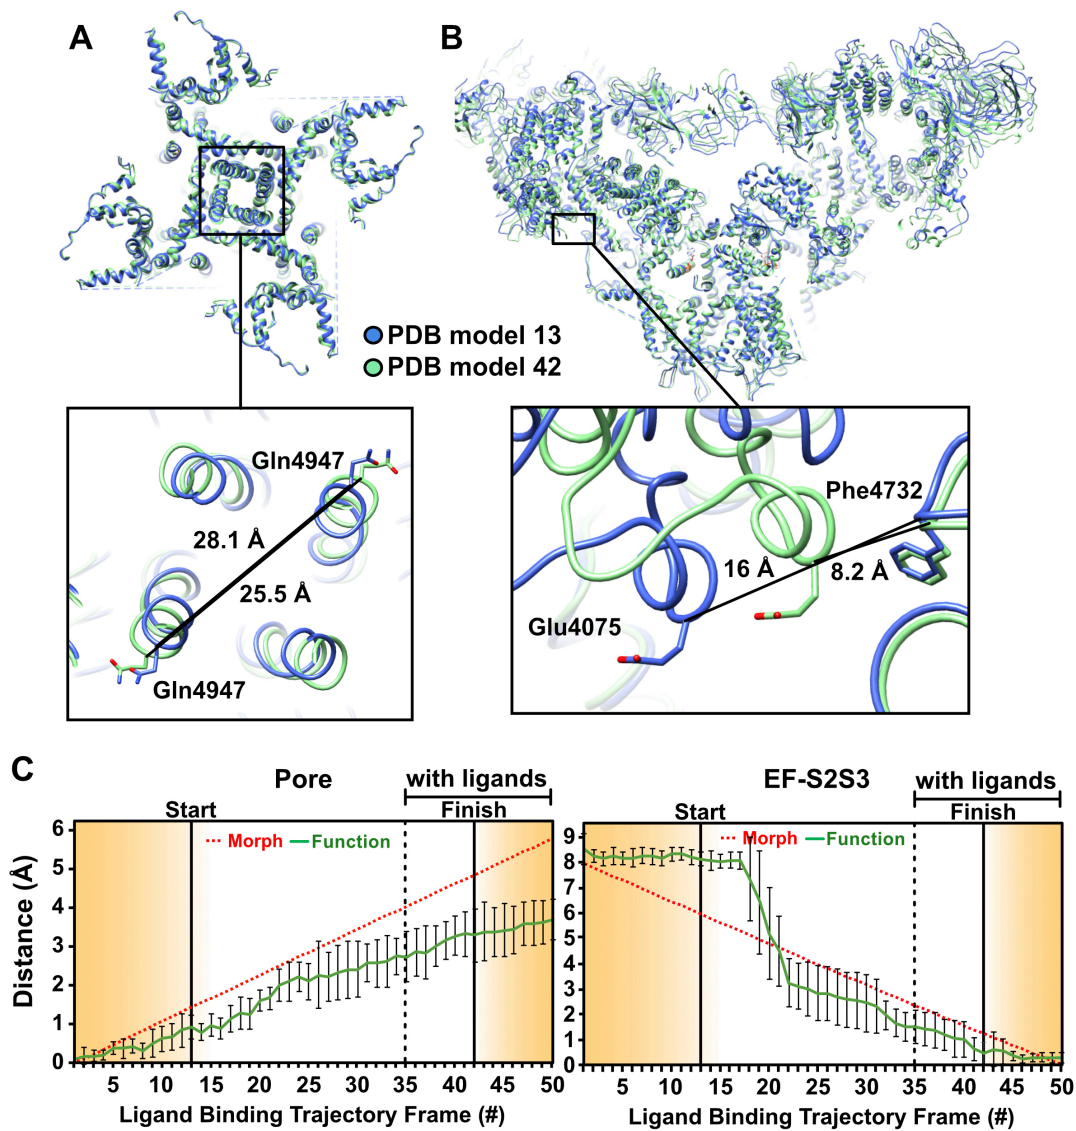 A
B
PDB model 13
PDB model 42
Gln4947
28.1 Å
25.5 Å
Gln4947
Phe4732
16 Å
8.2 Å
Glu4075
C
Pore
with ligands
Start
Finish
Morph
Function
Distance (Å)
6
5
4
3
2
1
0
5
10
15
20
25
30
35
40
45
50
Ligand Binding Trajectory Frame (#)
EF-S2S3
with ligands
Start
Finish
Morph
Function
9
8
7
6
5
4
3
2
1
0
5
10
15
20
25
30
35
40
45
50
Ligand Binding Trajectory Frame (#)